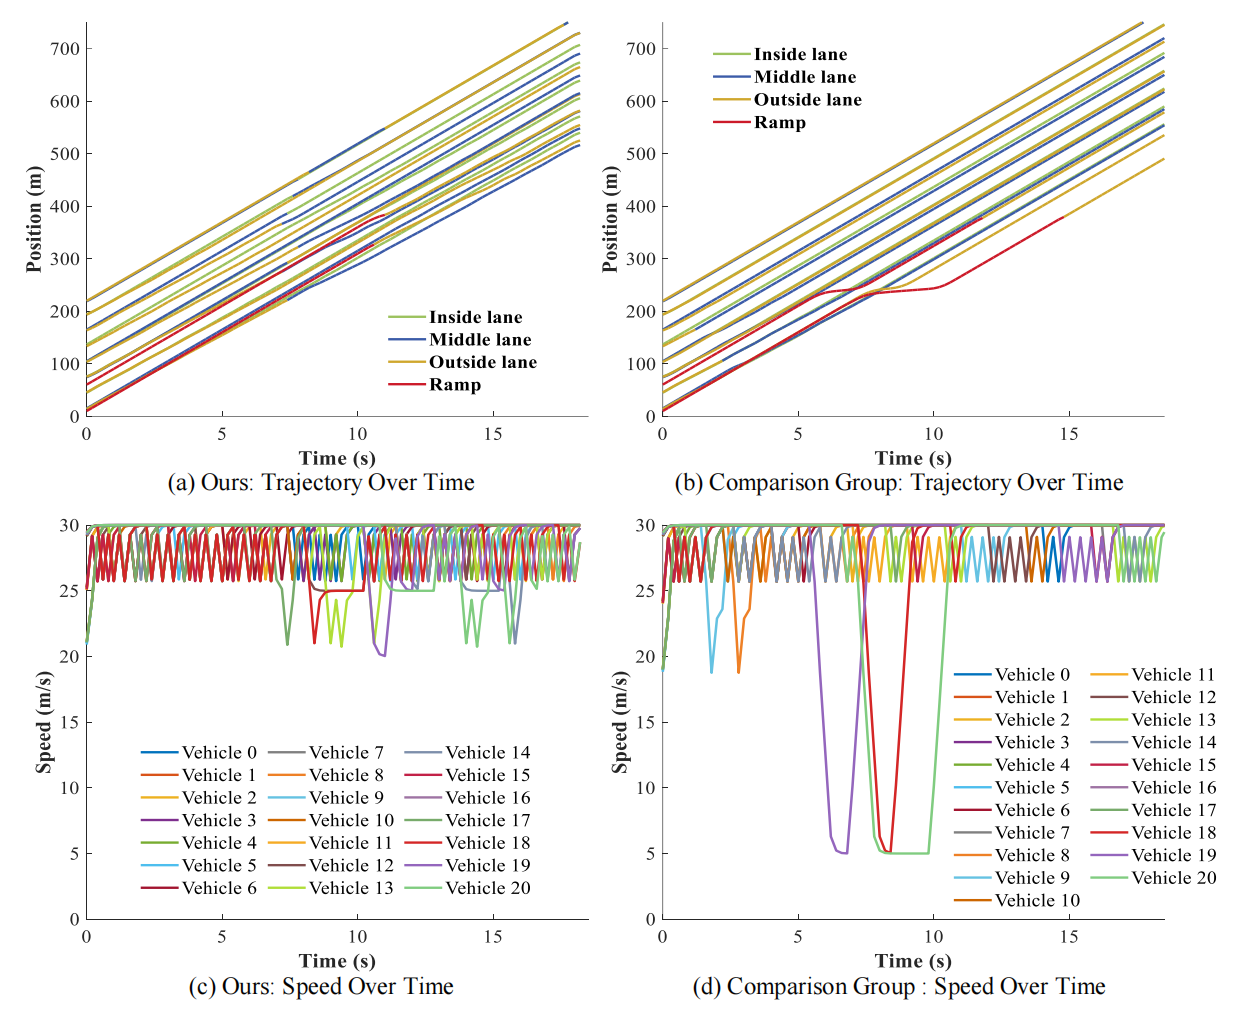 700
600
500
400
300
200
100
0
Position (m)
Inside lane
Middle lane
Outside lane
Ramp
0 5 10 15
Time (s)
(a) Ours: Trajectory Over Time
700
600
500
400
300
200
100
0
Position (m)
Inside lane
Middle lane
Outside lane
Ramp
0 5 10 15
Time (s)
(b) Comparison Group: Trajectory Over Time
30
25
20
15
10
5
0
Speed (m/s)
Vehicle 0 Vehicle 7 Vehicle 14
Vehicle 1 Vehicle 8 Vehicle 15
Vehicle 2 Vehicle 9 Vehicle 16
Vehicle 3 Vehicle 10 Vehicle 17
Vehicle 4 Vehicle 11 Vehicle 18
Vehicle 5 Vehicle 12 Vehicle 19
Vehicle 6 Vehicle 13 Vehicle 20
0 5 10 15
Time (s)
(c) Ours: Speed Over Time
30
25
20
15
10
5
0
Speed (m/s)
Vehicle 0 Vehicle 11
Vehicle 1 Vehicle 12
Vehicle 2 Vehicle 13
Vehicle 3 Vehicle 14
Vehicle 4 Vehicle 15
Vehicle 5 Vehicle 16
Vehicle 6 Vehicle 17
Vehicle 7 Vehicle 18
Vehicle 8 Vehicle 19
Vehicle 9 Vehicle 20
Vehicle 10
0 5 10 15
Time (s)
(d) Comparison Group : Speed Over Time